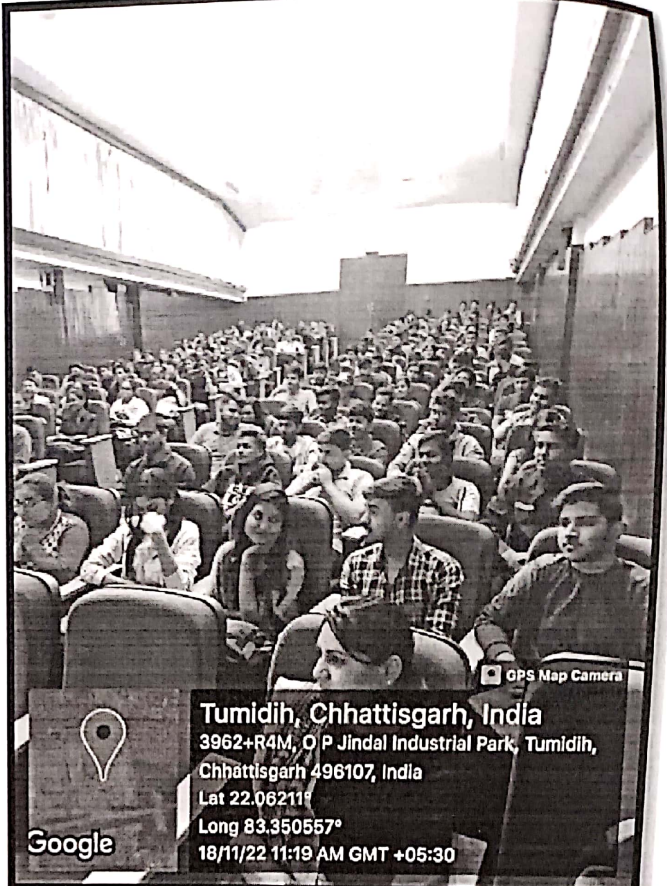 GPS Map Camera
Tumidih, Chhattisgarh, India
3962+R4M, O P Jindal Industrial Park, Tumidih,
Chhattisgarh 496107, India
Lat 22.062119°
Long 83.350557°
18/11/22 11:19 AM GMT +05:30
Google